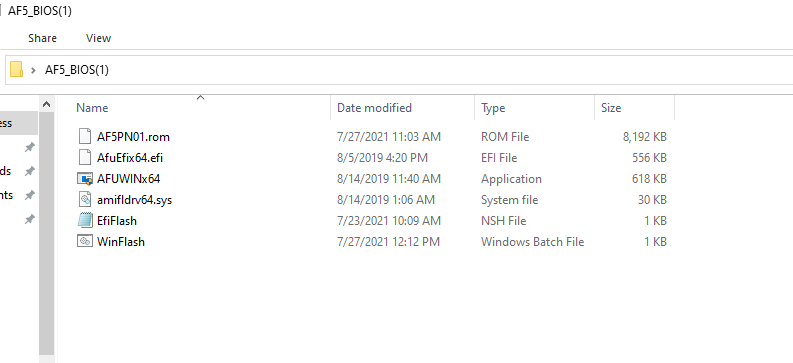 AF5_BIOS(1)
Share View
AF5_BIOS(1)
Name Date modified Type Size
ess
AF5PN01.rom 7/27/2021 11:03 AM ROM File 8,192 KB
AfuEfix64.efi 8/5/2019 4:20 PM EFI File 556 KB
ds AFUWINx64 8/14/2019 11:40 AM Application 618 KB
nts amifldrv64.sys 8/14/2019 1:06 AM System file 30 KB
EfiFlash 7/23/2021 10:09 AM NSH File 1 KB
WinFlash 7/27/2021 12:12 PM Windows Batch File 1 KB